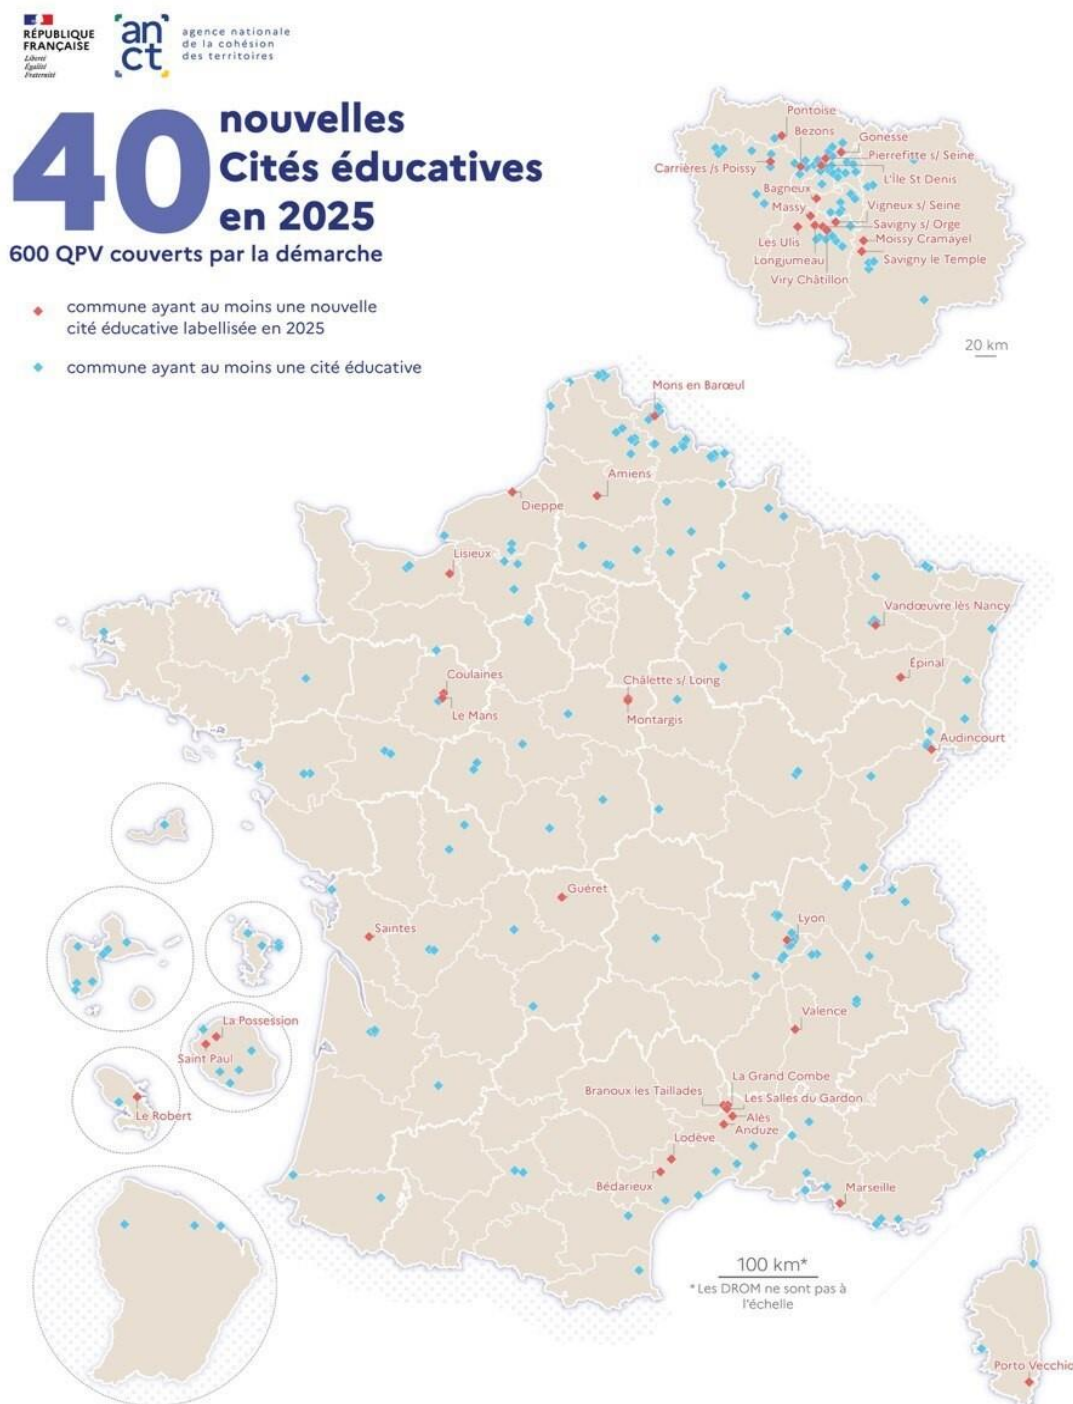 RÉPUBLIQUE
FRANÇAISE
Liberté
Égalité
Fraternité
an
ct
agence nationale
de la cohésion
des territoires
40
nouvelles
Cités éducatives
en 2025
600 QPV couverts par la démarche
commune ayant au moins une nouvelle
cité éducative labellisée en 2025
commune ayant au moins une cité éducative
Pontoise
Bezons
Gonesse
Pierrefitte s/ Seine
Carrières /s Poissy
L'Île St Denis
Bagneux
Massy
Vigneux s/ Seine
Savigny s/ Orge
Les Ulis
Moissy Cramayel
Longjumeau
Savigny le Temple
Viry Châtillon
20 km
Mons en Barœul
Amiens
Dieppe
Lisieux
Vandœuvre lès Nancy
Épinal
Coulaines
Châlette s/ Loing
Le Mans
Montargis
Audincourt
Guéret
Saintes
Lyon
Valence
La Possession
Saint Paul
Le Robert
La Grand Combe
Branoux les Taillades
Les Salles du Gardon
Alès
Anduze
Lodève
Bédarieux
Marseille
100 km*
* Les DROM ne sont pas à
l'échelle
Porto Vecchio